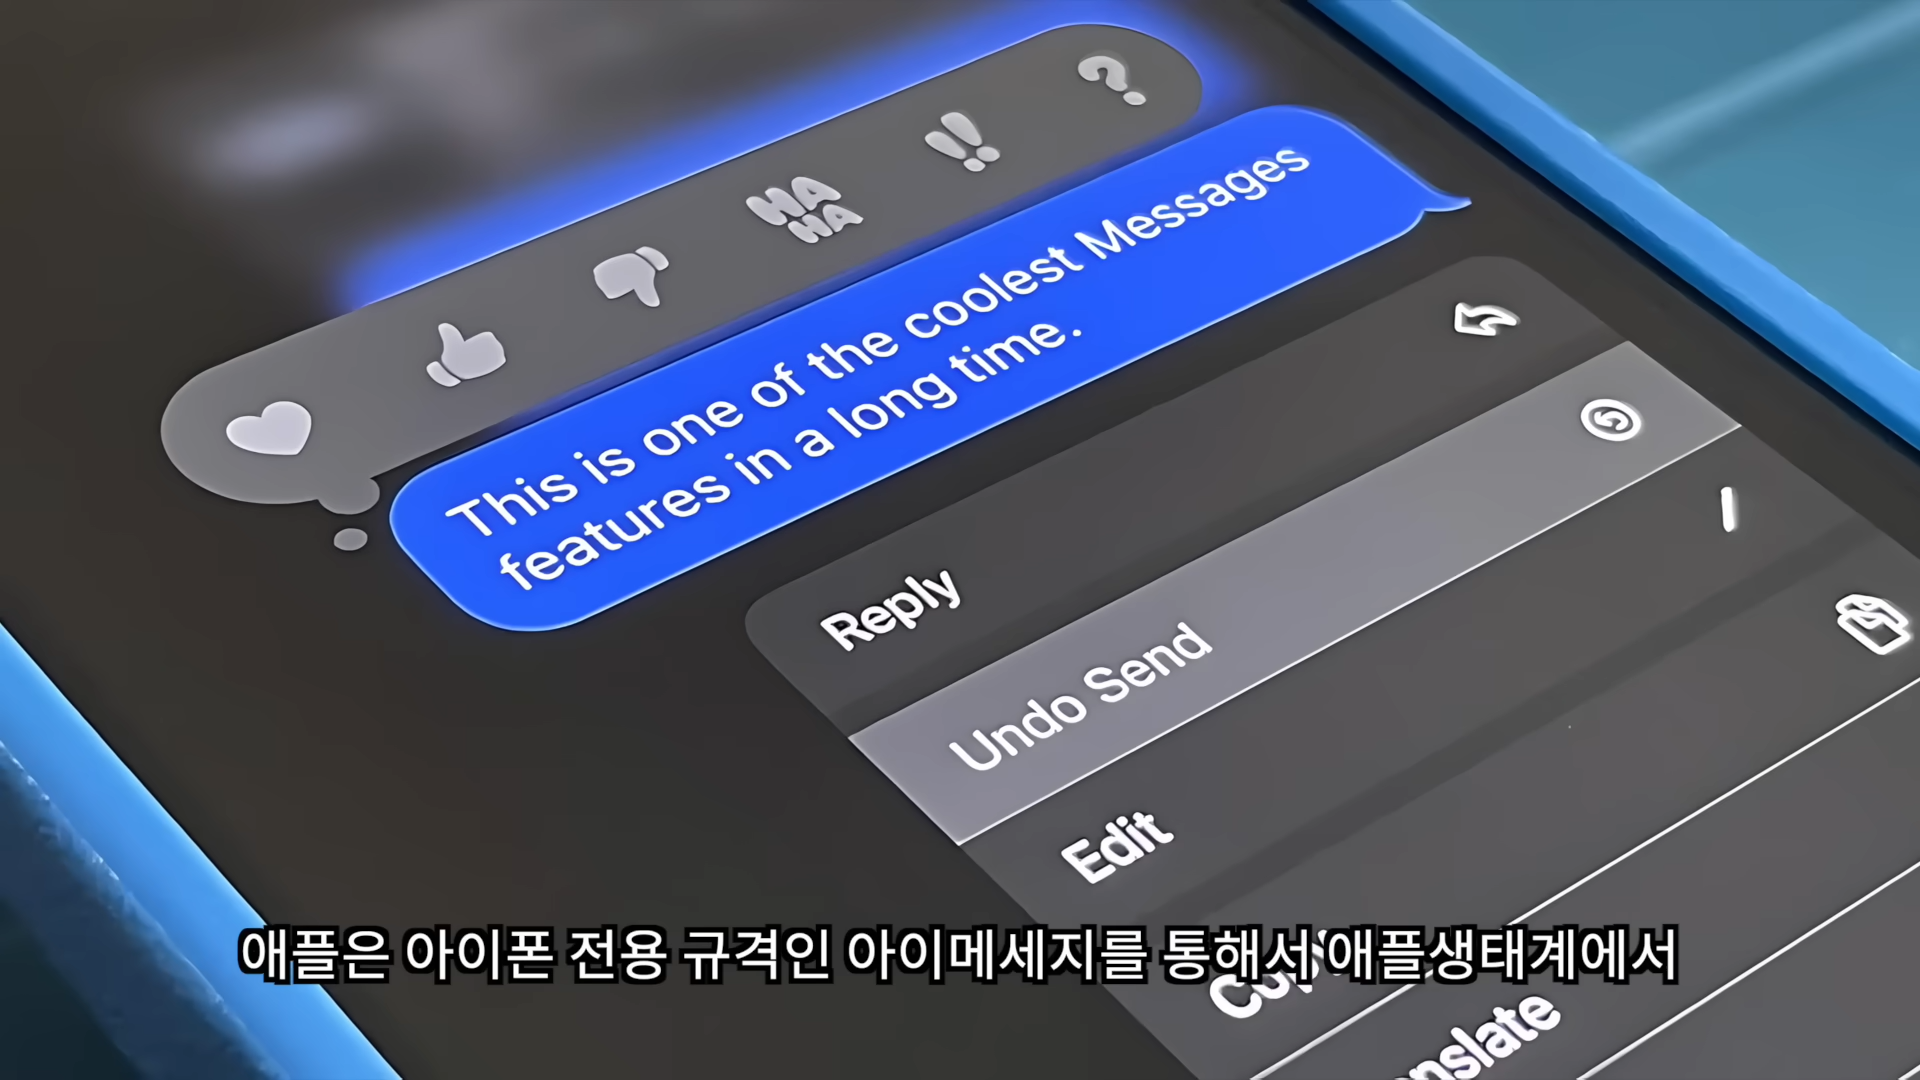 HA
HA
This is one of the coolest Messages
features in a long time.
Reply
Undo Send
Edit
애플은 아이폰 전용 규격인 아이메세지를 통해서 애플생태계에서